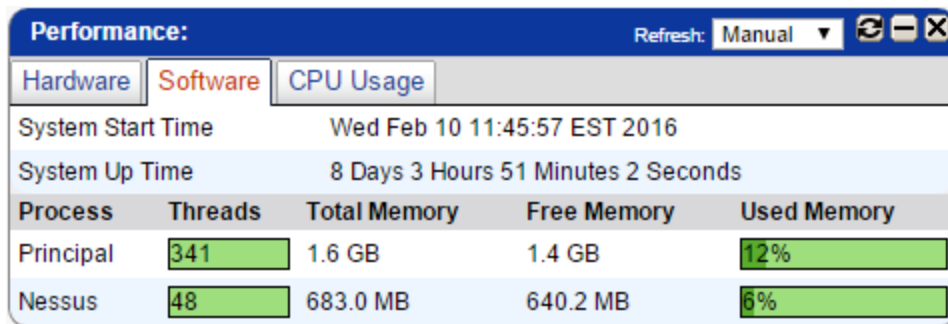 Performance: Refresh: Manual
Hardware Software CPU Usage
System Start Time Wed Feb 10 11:45:57 EST 2016
System Up Time 8 Days 3 Hours 51 Minutes 2 Seconds
Process Threads Total Memory Free Memory Used Memory
Principal 341 1.6 GB 1.4 GB 12%
Nessus 48 683.0 MB 640.2 MB 6%